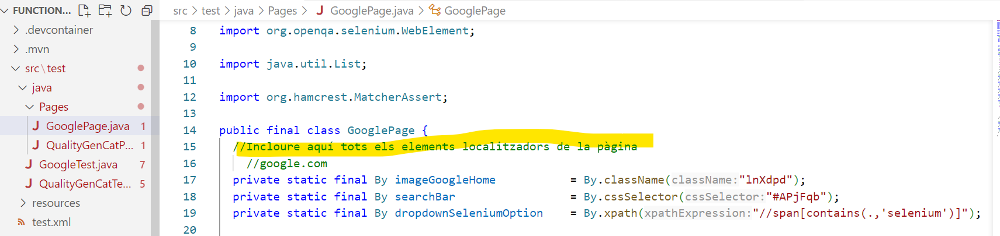 FUNCTION...
.devcontainer
.mvn
src\test
java
Pages
GooglePage.java 1
QualityGenCatP... 1
GoogleTest.java 7
QualityGenCatTe... 5
resources
test.xml
src > test > java > Pages > J GooglePage.java > GooglePage
8 import org.openqa.selenium.WebElement;
9
10 import java.util.List;
11
12 import org.hamcrest.MatcherAssert;
13
14 public final class GooglePage {
15 //Incloure aquí tots els elements localitzadors de la pàgina
16 //google.com
17 private static final By imageGoogleHome = By.className(className:"lnXdpd");
18 private static final By searchBar = By.cssSelector(cssSelector:"#APjFqb");
19 private static final By dropdownSeleniumOption = By.xpath(xpathExpression:"//span[contains(.,'selenium')]");
20